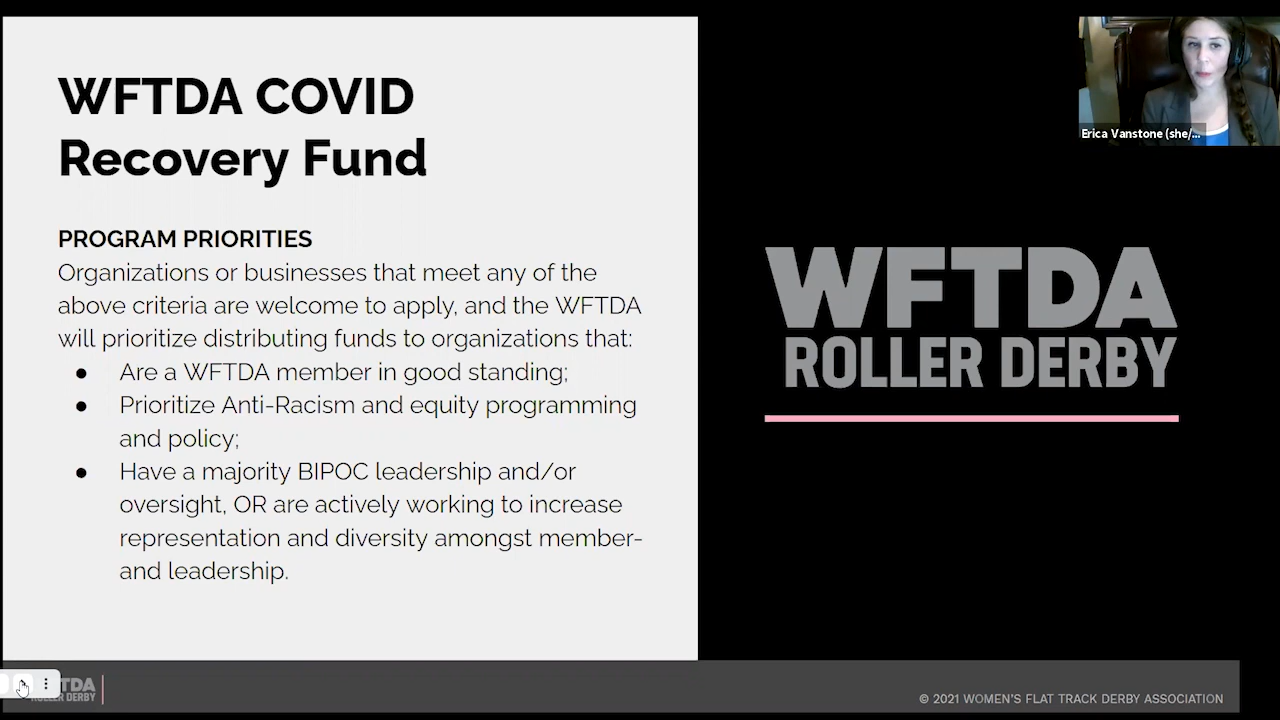 WFTDA COVID
Recovery Fund
PROGRAM PRIORITIES
Organizations or businesses that meet any of the
above criteria are welcome to apply, and the WFTDA
will prioritize distributing funds to organizations that:
● Are a WFTDA member in good standing;
● Prioritize Anti-Racism and equity programming
and policy;
● Have a majority BIPOC leadership and/or
oversight, OR are actively working to increase
representation and diversity amongst member-
and leadership.
Erica Vanstone (she/...
WFTDA
ROLLER DERBY
TDA
ROLLER DERBY
© 2021 WOMEN'S FLAT TRACK DERBY ASSOCIATION